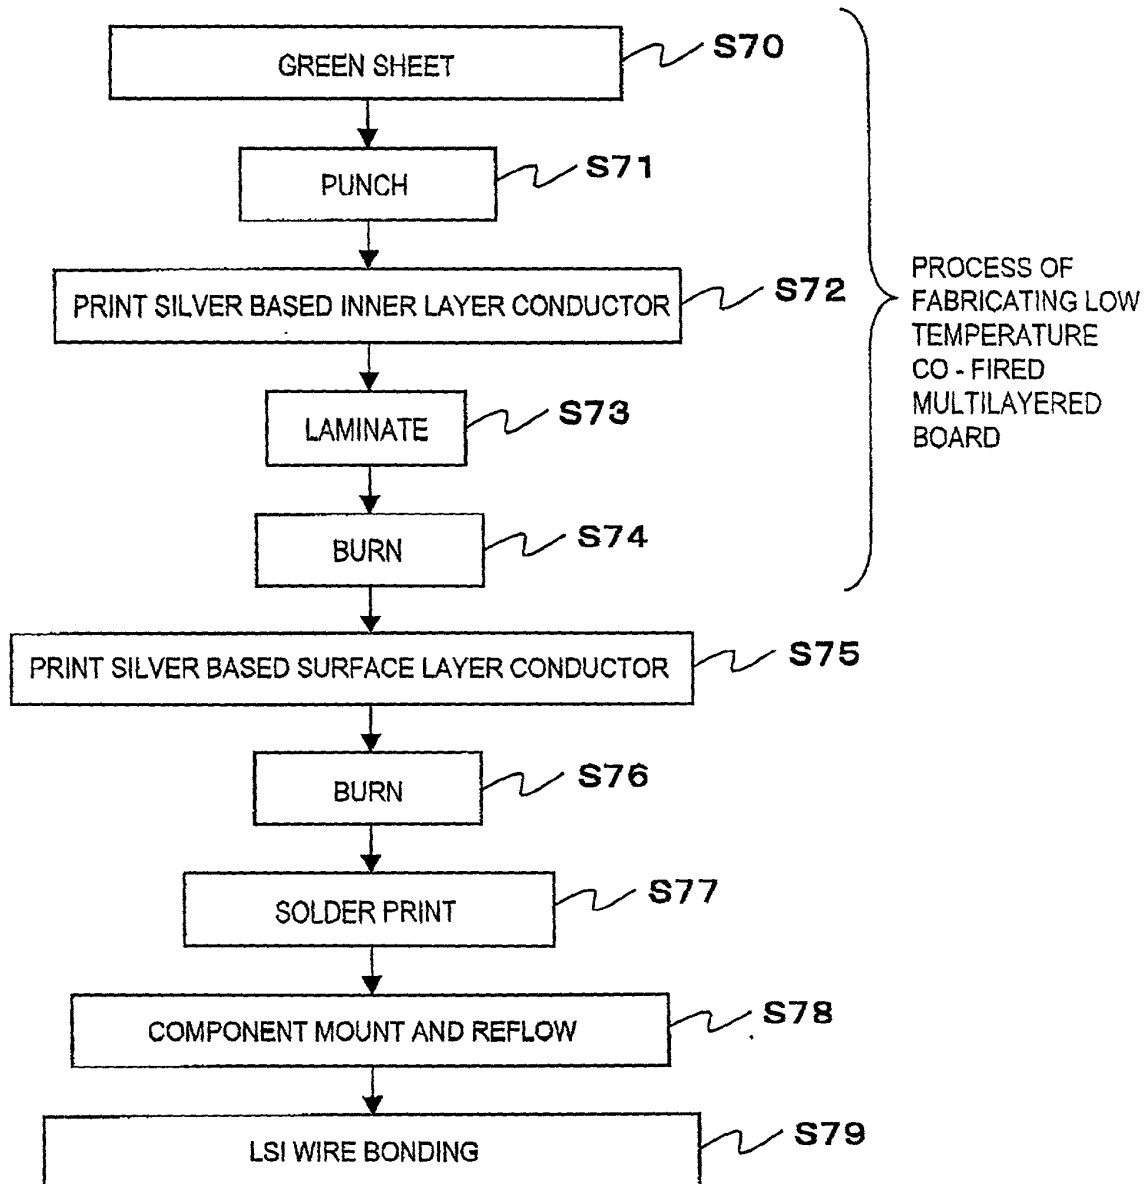 GREEN SHEET
S70
PUNCH
S71
PRINT SILVER BASED INNER LAYER CONDUCTOR
S72
LAMINATE
S73
BURN
S74
PROCESS OF
FABRICATING LOW
TEMPERATURE
CO - FIRED
MULTILAYERED
BOARD
PRINT SILVER BASED SURFACE LAYER CONDUCTOR
S75
BURN
S76
SOLDER PRINT
S77
COMPONENT MOUNT AND REFLOW
S78
LSI WIRE BONDING
S79